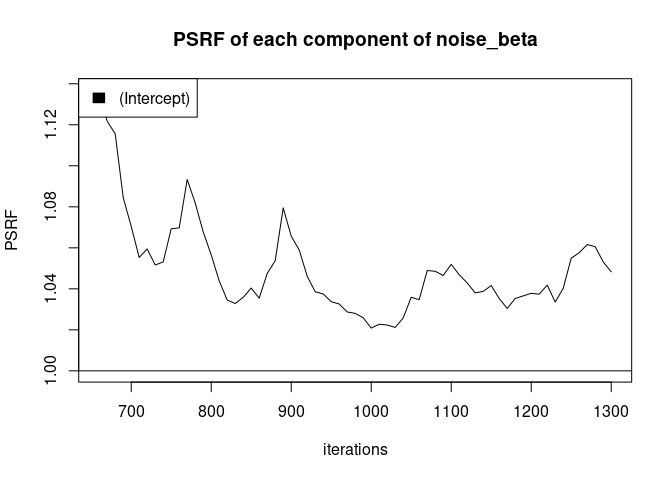 PSRF of each component of noise_beta
(Intercept)
PSRF
1.12
1.08
1.04
1.00
700 800 900 1000 1100 1200 1300
iterations